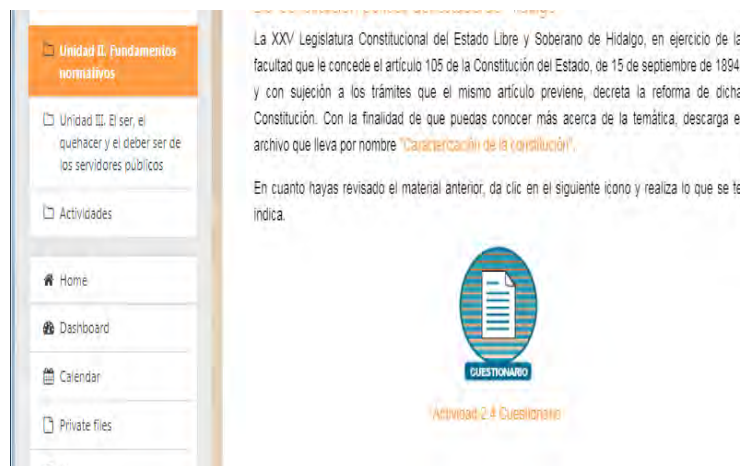 Unidad II. Fundamentos
normativos
Unidad III. El ser, el
quehacer y el deber ser de
los servidores públicos
Actividades
Home
Dashboard
Calendar
Private files
La XXV Legislatura Constitucional del Estado Libre y Soberano de Hidalgo, en ejercicio de la
facultad que le concede el artículo 105 de la Constitución del Estado, de 15 de septiembre de 1894
y con sujeción a los trámites que el mismo artículo previene, decreta la reforma de dicha
Constitución. Con la finalidad de que puedas conocer más acerca de la temática, descarga e
archivo que lleva por nombre "Caracterización de la constitución".
En cuanto hayas revisado el material anterior, da clic en el siguiente icono y realiza lo que se te
indica.
CUESTIONARIO
Actividad 2.4 Cuestionario